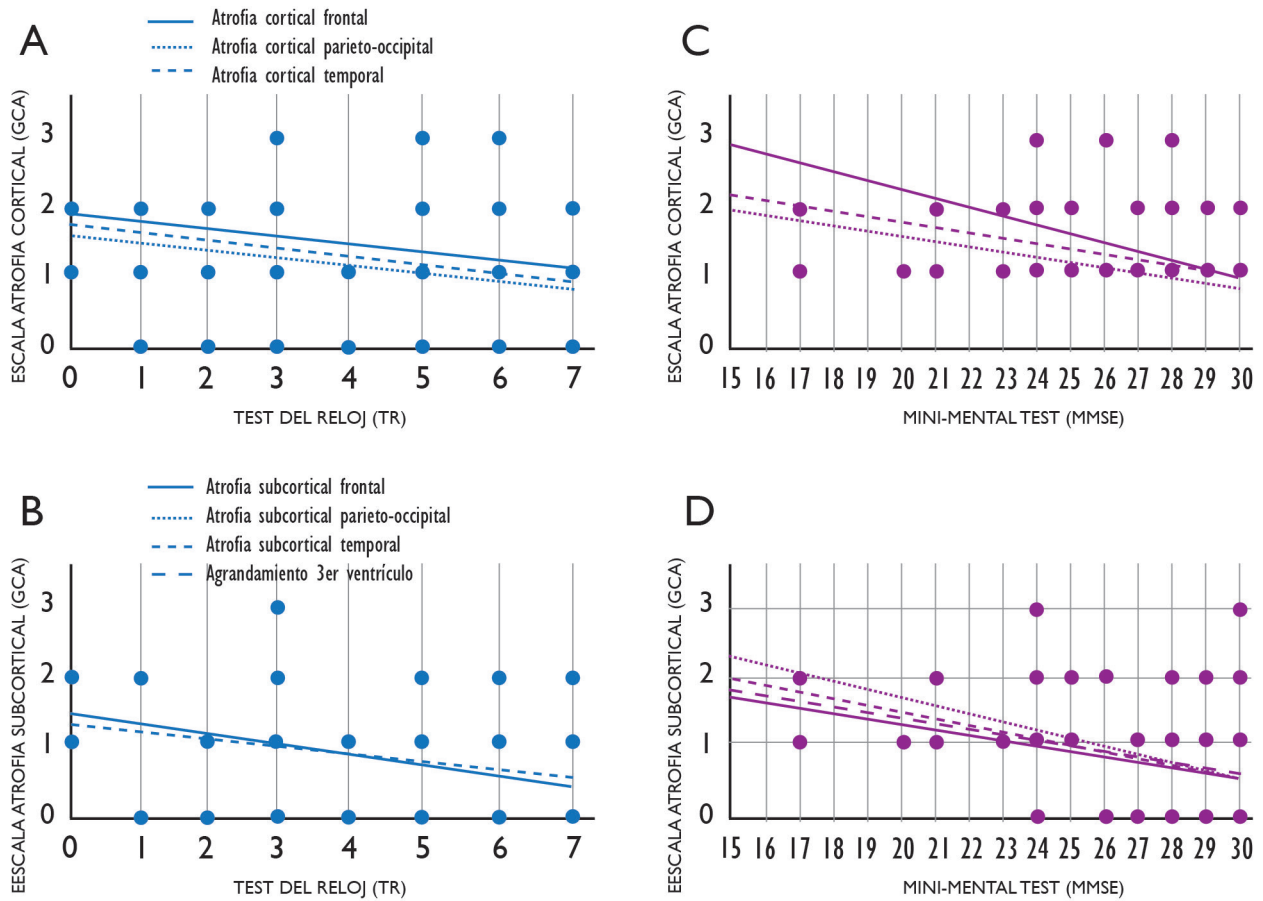 A
Atrofia cortical frontal
Atrofia cortical parieto-occipital
Atrofia cortical temporal
ESCALA ATROFIA CORTICAL (GCA)
3
2
1
0
0 1 2 3 4 5 6 7
TEST DEL RELOJ (TR)
C
ESCALA ATROFIA CORTICAL (GCA)
3
2
1
0
15 16 17 18 19 20 21 22 23 24 25 26 27 28 29 30
MINI-MENTAL TEST (MMSE)
B
Atrofia subcortical frontal
Atrofia subcortical parieto-occipital
Atrofia subcortical temporal
Agrandamiento 3er ventrículo
EESCALA ATROFIA SUBCORTICAL (GCA)
3
2
1
0
0 1 2 3 4 5 6 7
TEST DEL RELOJ (TR)
D
EESCALA ATROFIA SUBCORTICAL (GCA)
3
2
1
0
15 16 17 18 19 20 21 22 23 24 25 26 27 28 29 30
MINI-MENTAL TEST (MMSE)